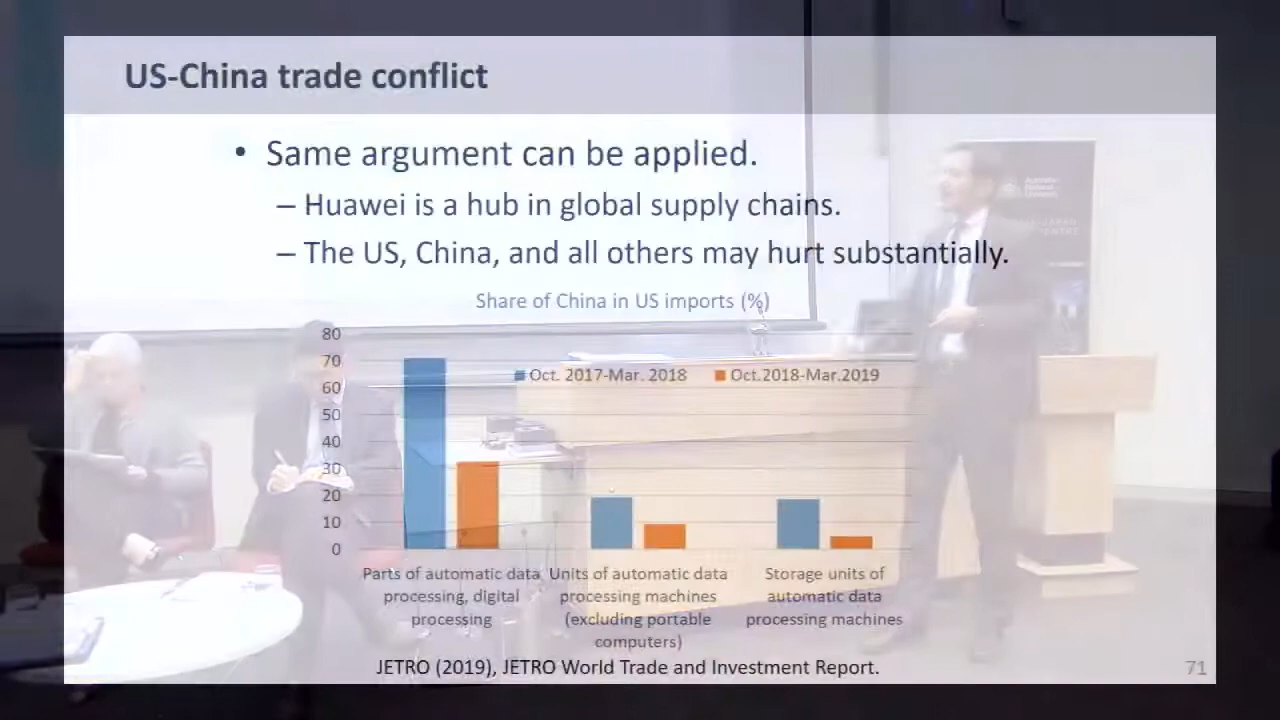 US-China trade conflict
• Same argument can be applied.
– Huawei is a hub in global supply chains.
– The US, China, and all others may hurt substantially.
Share of China in US imports (%)
80
70
60
50
40
30
20
10
0
Oct. 2017-Mar. 2018
Oct.2018-Mar.2019
Parts of automatic data
processing, digital
processing
Units of automatic data
processing machines
(excluding portable
computers)
Storage units of
automatic data
processing machines
JETRO (2019), JETRO World Trade and Investment Report.
71